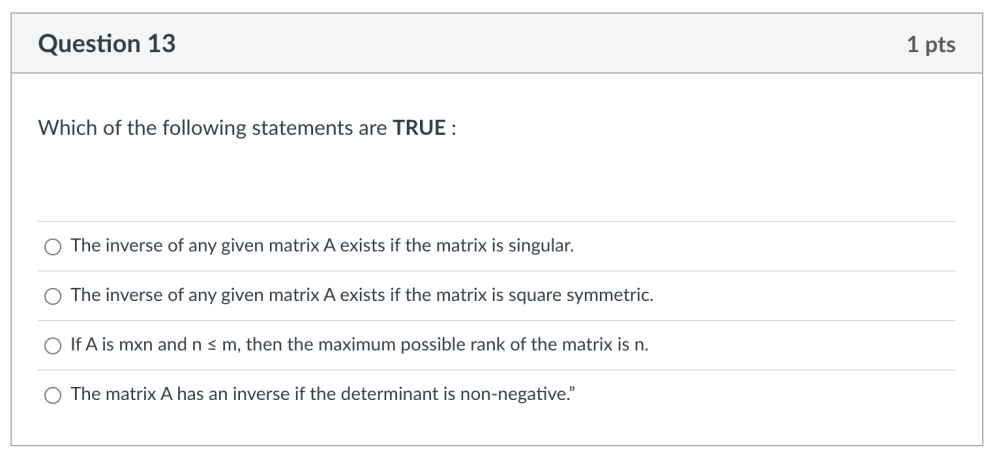 Question 13
1 pts
Which of the following statements are TRUE :
The inverse of any given matrix A exists if the matrix is singular.
The inverse of any given matrix A exists if the matrix is square symmetric.
If A is mxn and n ≤ m, then the maximum possible rank of the matrix is n.
The matrix A has an inverse if the determinant is non-negative.”